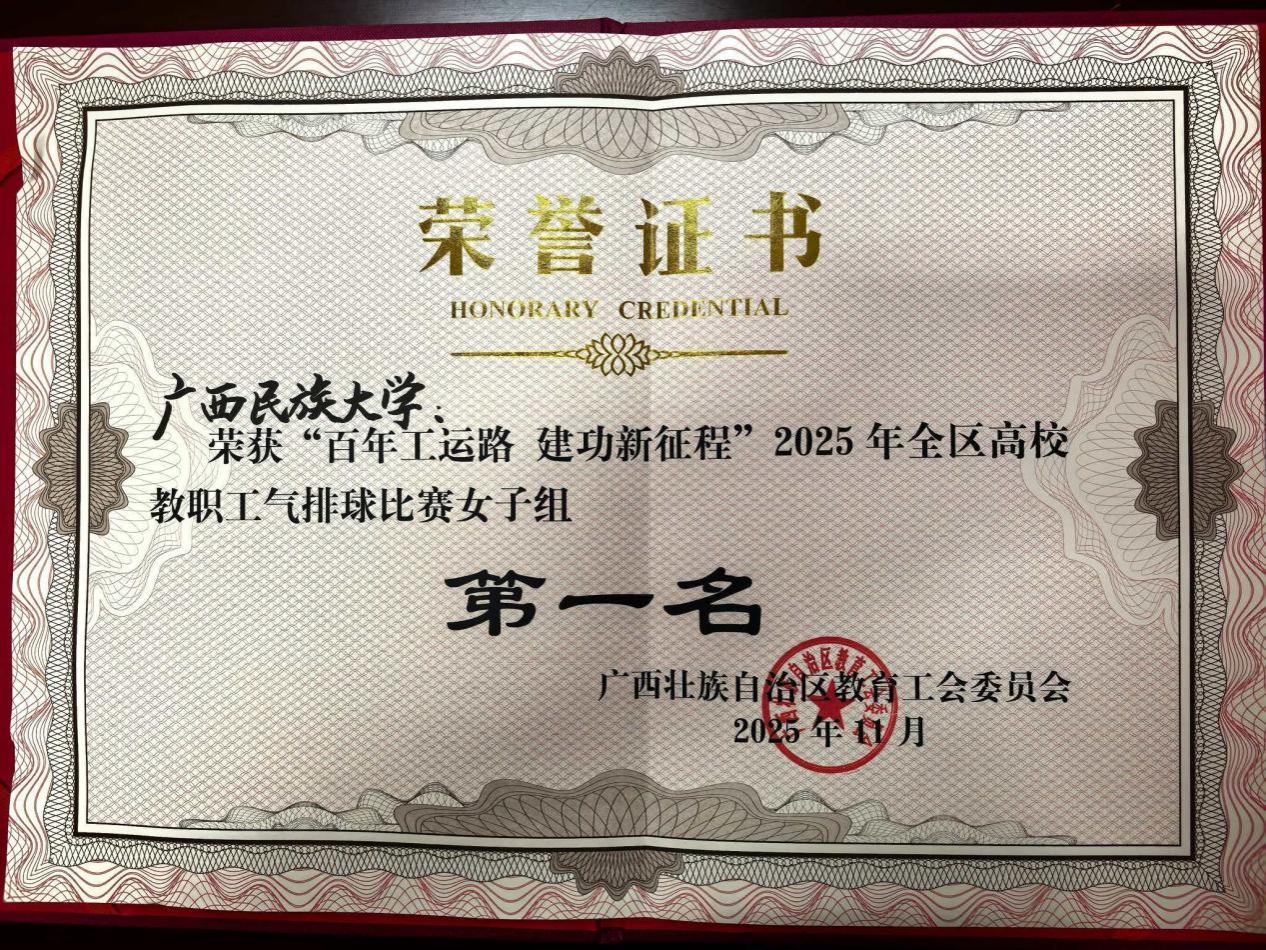 荣誉证书
HONORARY CREDENTIAL
广西民族大学：
荣获“百年工运路 建功新征程”2025年全区高校
教职工气排球比赛女子组
第一名
广西壮族自治区教育工会委员会
2025年11月